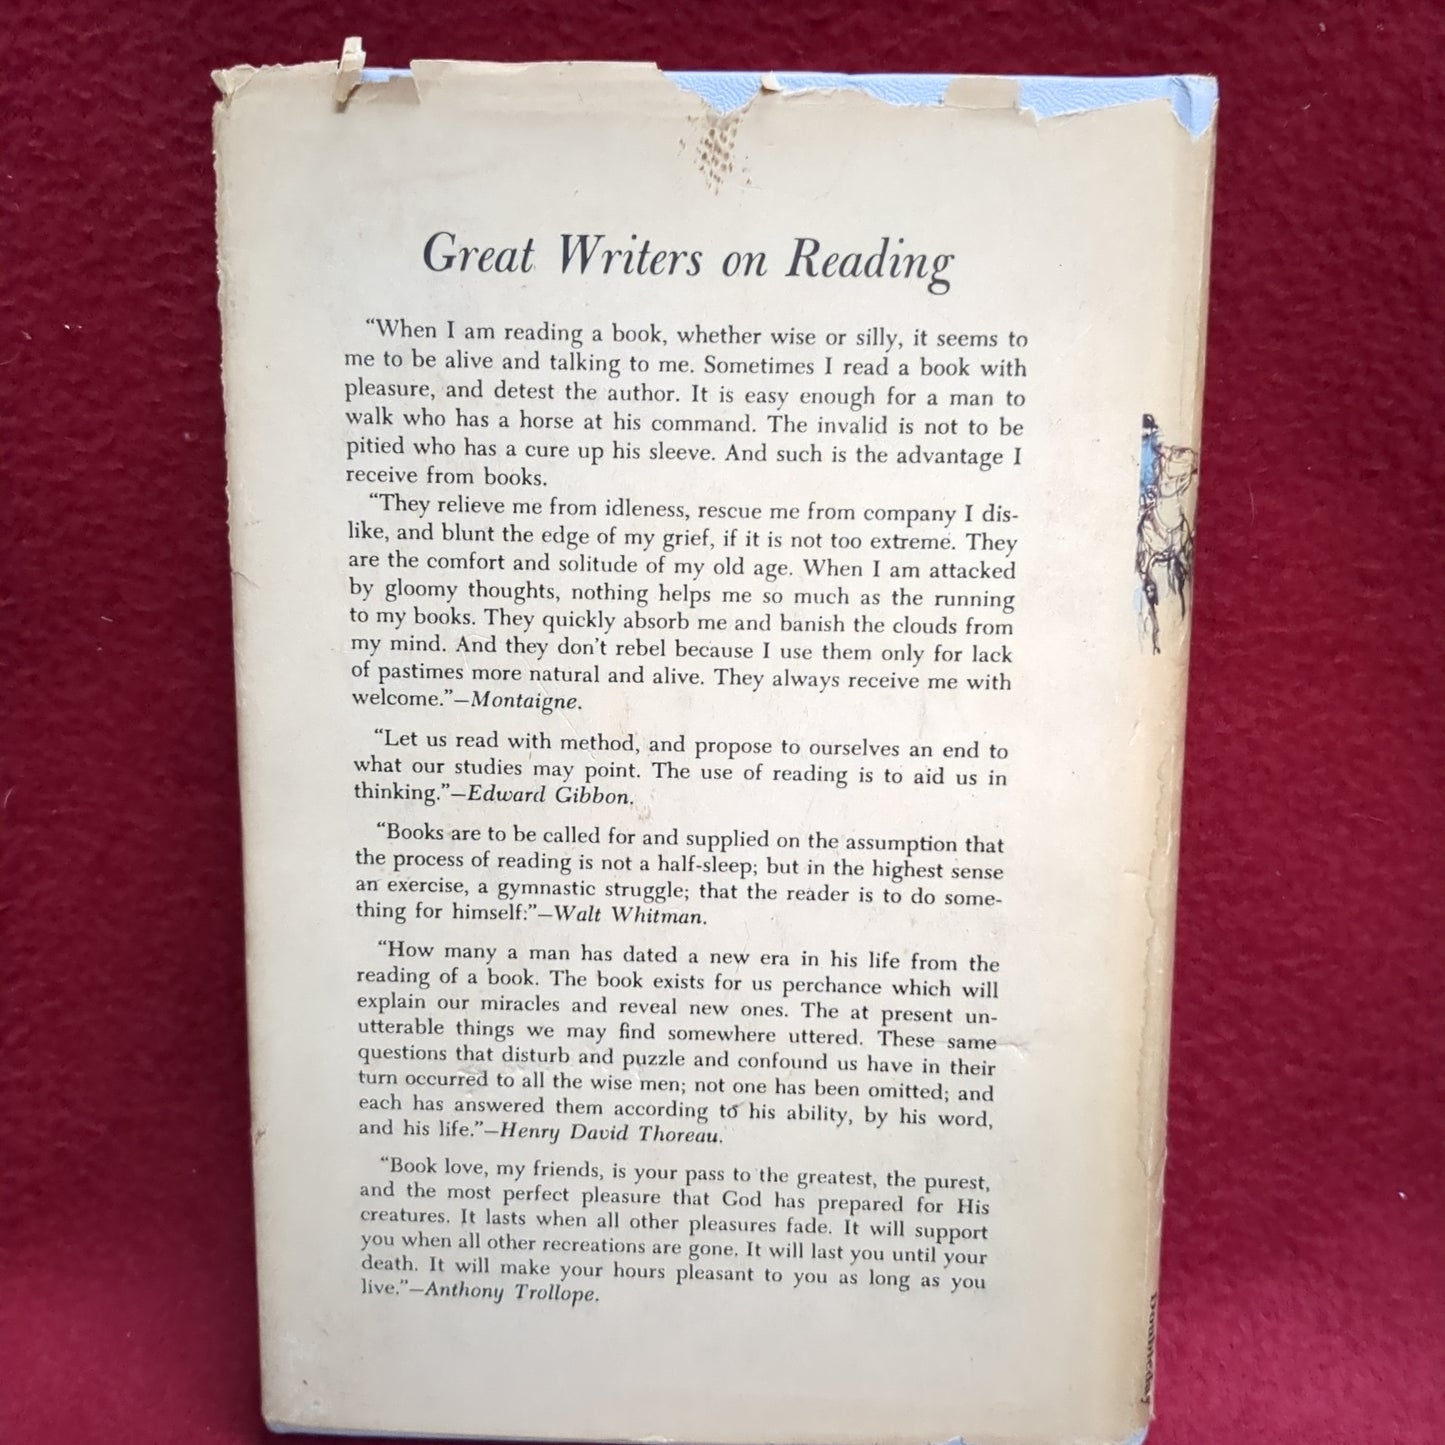 Great Writers on Reading
“When I am reading a book, whether wise or silly, it seems to
me to be alive and talking to me. Sometimes I read a book with
pleasure, and detest the author. It is easy enough for a man to
walk who has a horse at his command. The invalid is not to be
pitied who has a cure up his sleeve. And such is the advantage I
receive from books.
“They relieve me from idleness, rescue me from company I dis-
like, and blunt the edge of my grief, if it is not too extreme. They
are the comfort and solitude of my old age. When I am attacked
by gloomy thoughts, nothing helps me so much as the running
to my books. They quickly absorb me and banish the clouds from
my mind. And they don’t rebel because I use them only for lack
of pastimes more natural and alive. They always receive me with
welcome.”—Montaigne.
“Let us read with method, and propose to ourselves an end to
what our studies may point. The use of reading is to aid us in
thinking.”—Edward Gibbon.
“Books are to be called for and supplied on the assumption that
the process of reading is not a half-sleep; but in the highest sense
an exercise, a gymnastic struggle; that the reader is to do some-
thing for himself:”—Walt Whitman.
“How many a man has dated a new era in his life from the
reading of a book. The book exists for us perchance which will
explain our miracles and reveal new ones. The at present un-
utterable things we may find somewhere uttered. These same
questions that disturb and puzzle and confound us have in their
turn occurred to all the wise men; not one has been omitted; and
each has answered them according to his ability, by his word,
and his life.”—Henry David Thoreau.
“Book love, my friends, is your pass to the greatest, the purest,
and the most perfect pleasure that God has prepared for His
creatures. It lasts when all other pleasures fade. It will support
you when all other recreations are gone. It will last you until your
death. It will make your hours pleasant to you as long as you
live.”—Anthony Trollope.
Doubleday